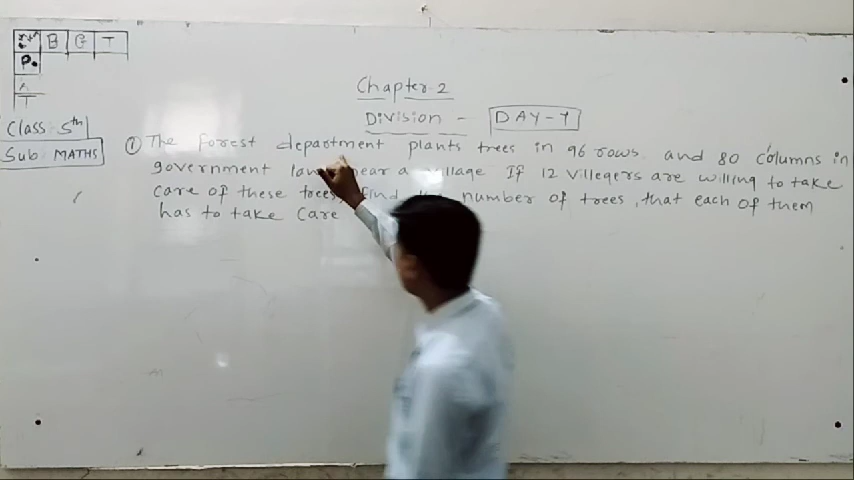 B G T
P.
T
Chapter-2
Division - DAY-7
Class 5th
Sub MATHS
① The forest department plants trees in 96 rows and 80 columns in
government near a village If 12 villegers are willing to take
care of these trees, find number of trees, that each of them
has to take care